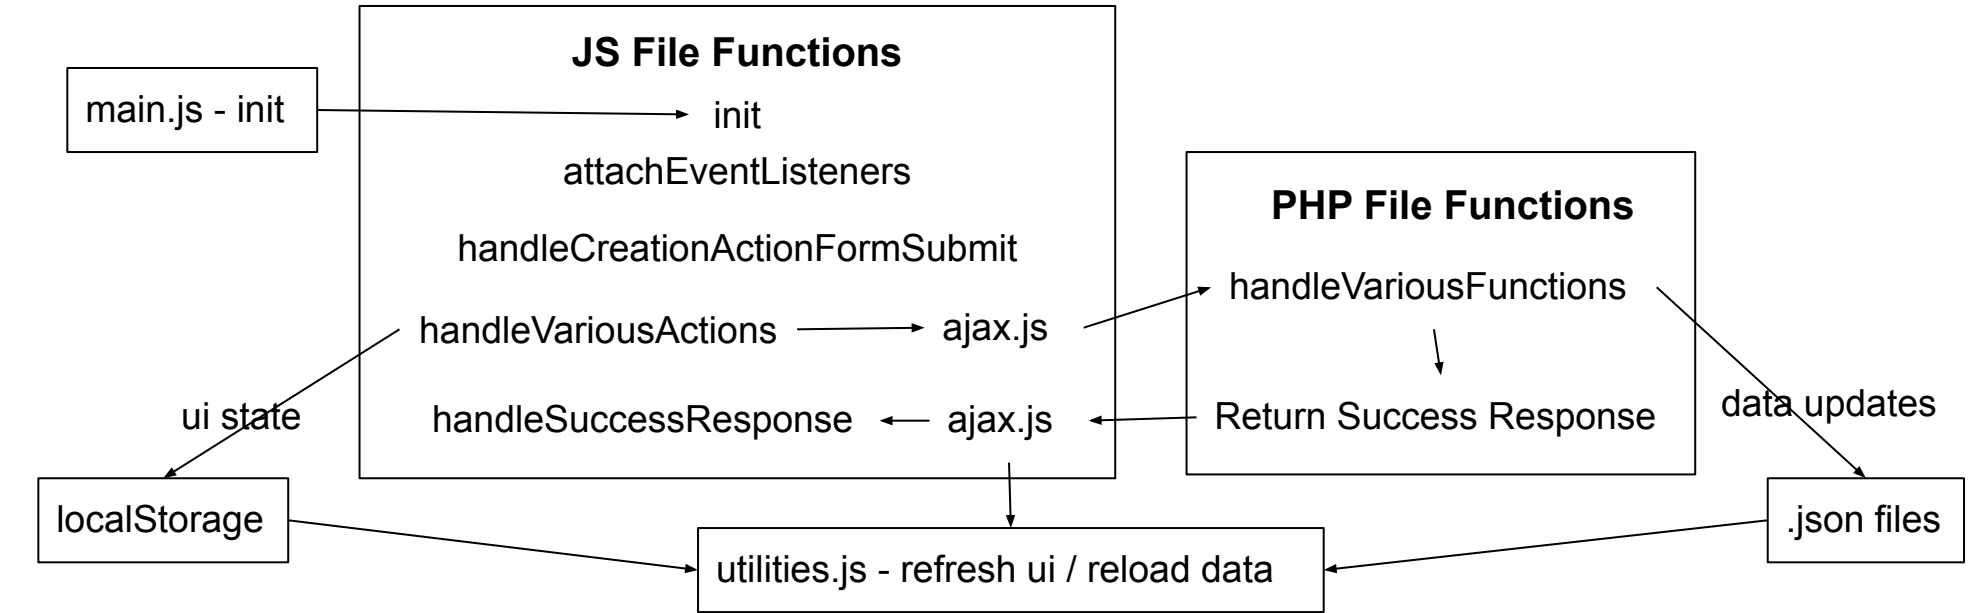 JS File Functions
main.js - init
init
attachEventListeners
handleCreationActionFormSubmit
handleVariousActions
ajax.js
handleSuccessResponse
ajax.js
PHP File Functions
handleVariousFunctions
Return Success Response
ui state
data updates
localStorage
.json files
utilities.js - refresh ui / reload data